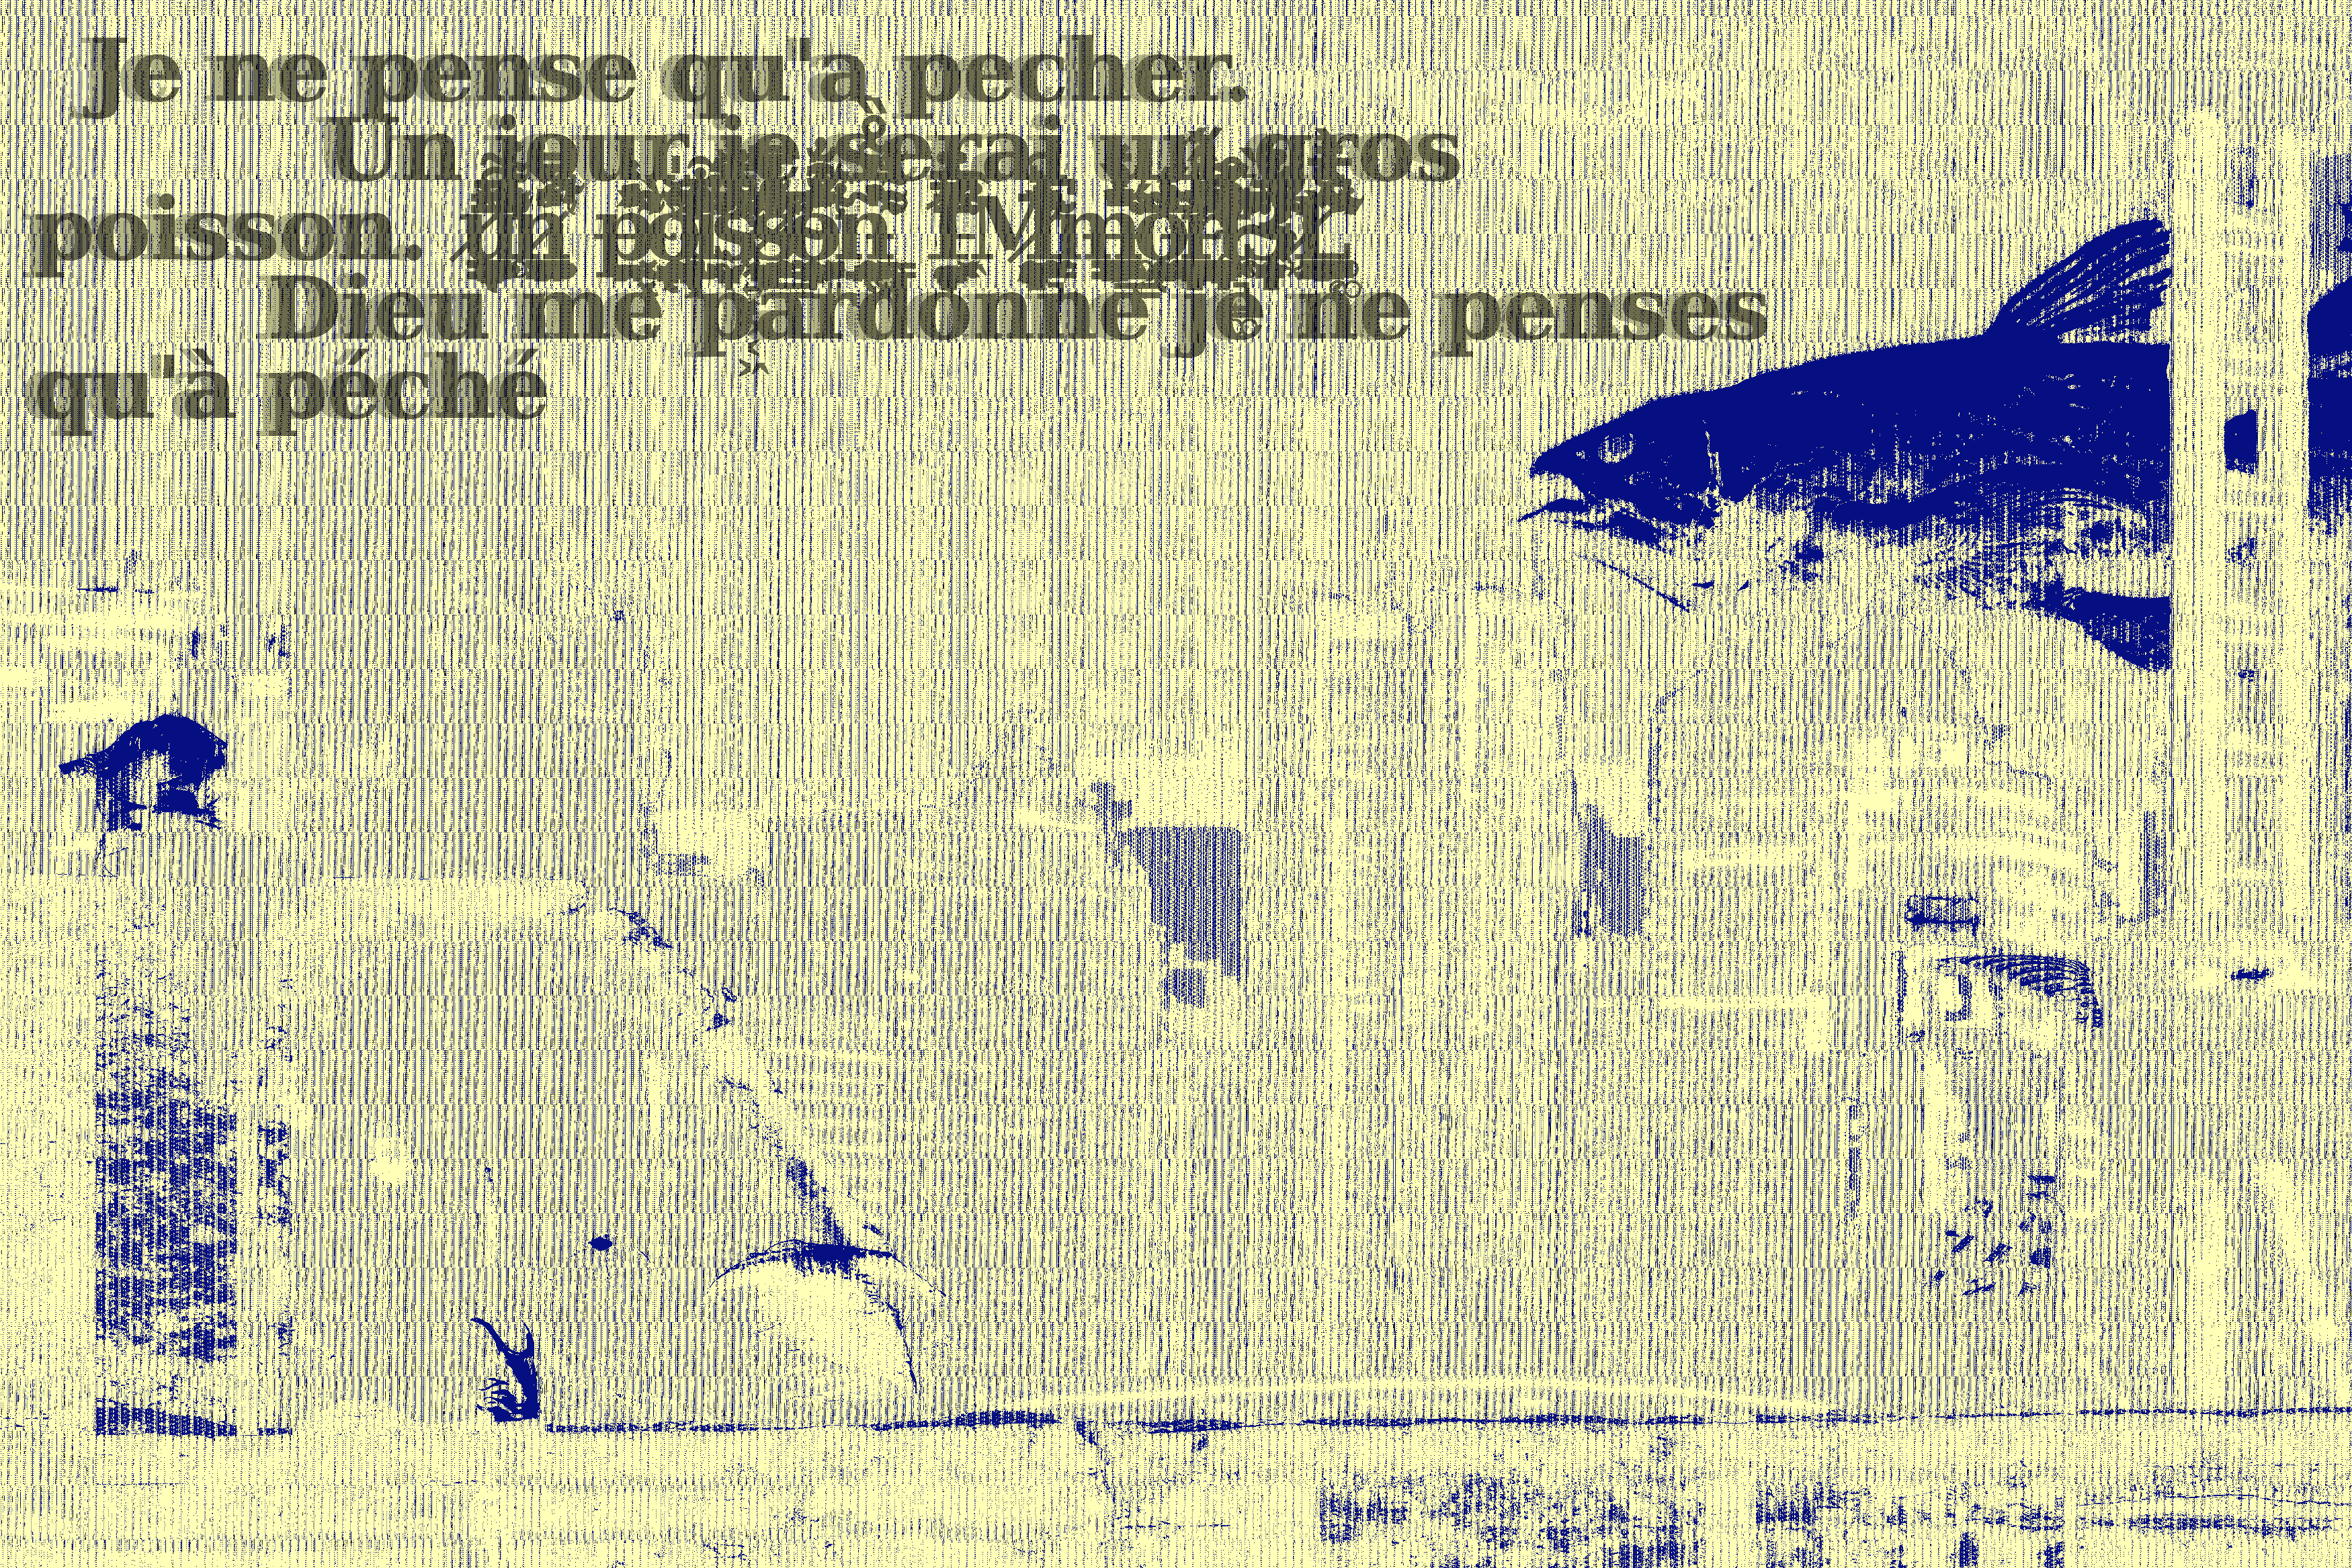 Je ne pense qu'a pecher.
Un jour je serai un gros
poisson. un poisson
Dieu me pardonne je ne penses
qu'à péché